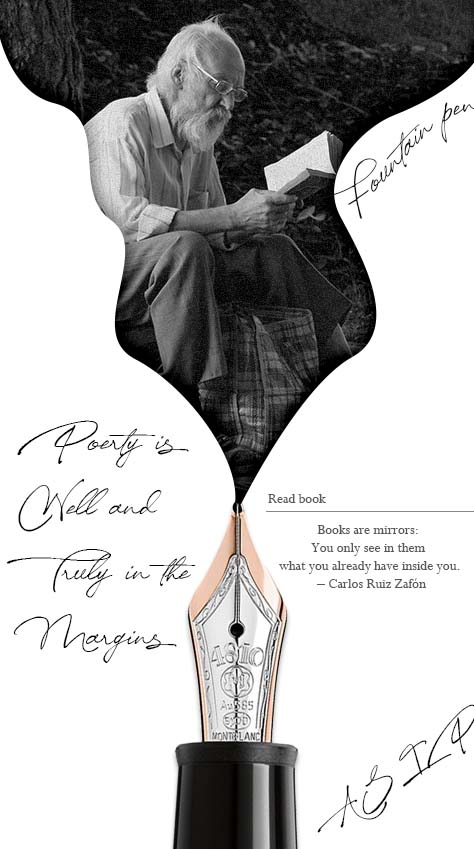 Fountain pen
Poerty is
Well and
Truly in the
Margins
Read book
Books are mirrors:
You only see in them
what you already have inside you.
— Carlos Ruiz Zafón
4810
M
Au585
MONTBLANC